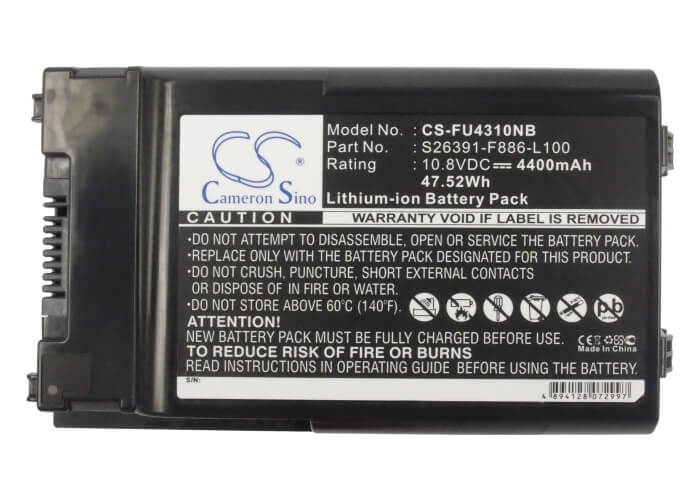 CS
Cameron Sino
Model No. : CS-FU4310NB
Part No. : S26391-F886-L100
Rating : 10.8VDC 4400mAh
47.52Wh
Lithium-ion Battery Pack
CAUTION
WARRANTY VOID IF LABEL IS REMOVED
•DO NOT ATTEMPT TO DISASSEMBLE, OPEN OR SERVICE THE BATTERY PACK.
•REPLACE ONLY WITH THE BATTERY PACK DESIGNATED FOR THIS PRODUCT.
•DO NOT CRUSH, PUNCTURE, SHORT EXTERNAL CONTACTS
OR DISPOSE OF IN FIRE OR WATER.
•DO NOT STORE ABOVE 60°C (140°F).
ATTENTION!
NEW BATTERY PACK MUST BE FULLY CHARGED BEFORE USE.
TO REDUCE RISK OF FIRE OR BURNS
READ INSTRUCTIONS IN OPERATING GUIDE BEFORE USING BATTERY.
pb
CE
Made In China
S/N:
4 894128 072997